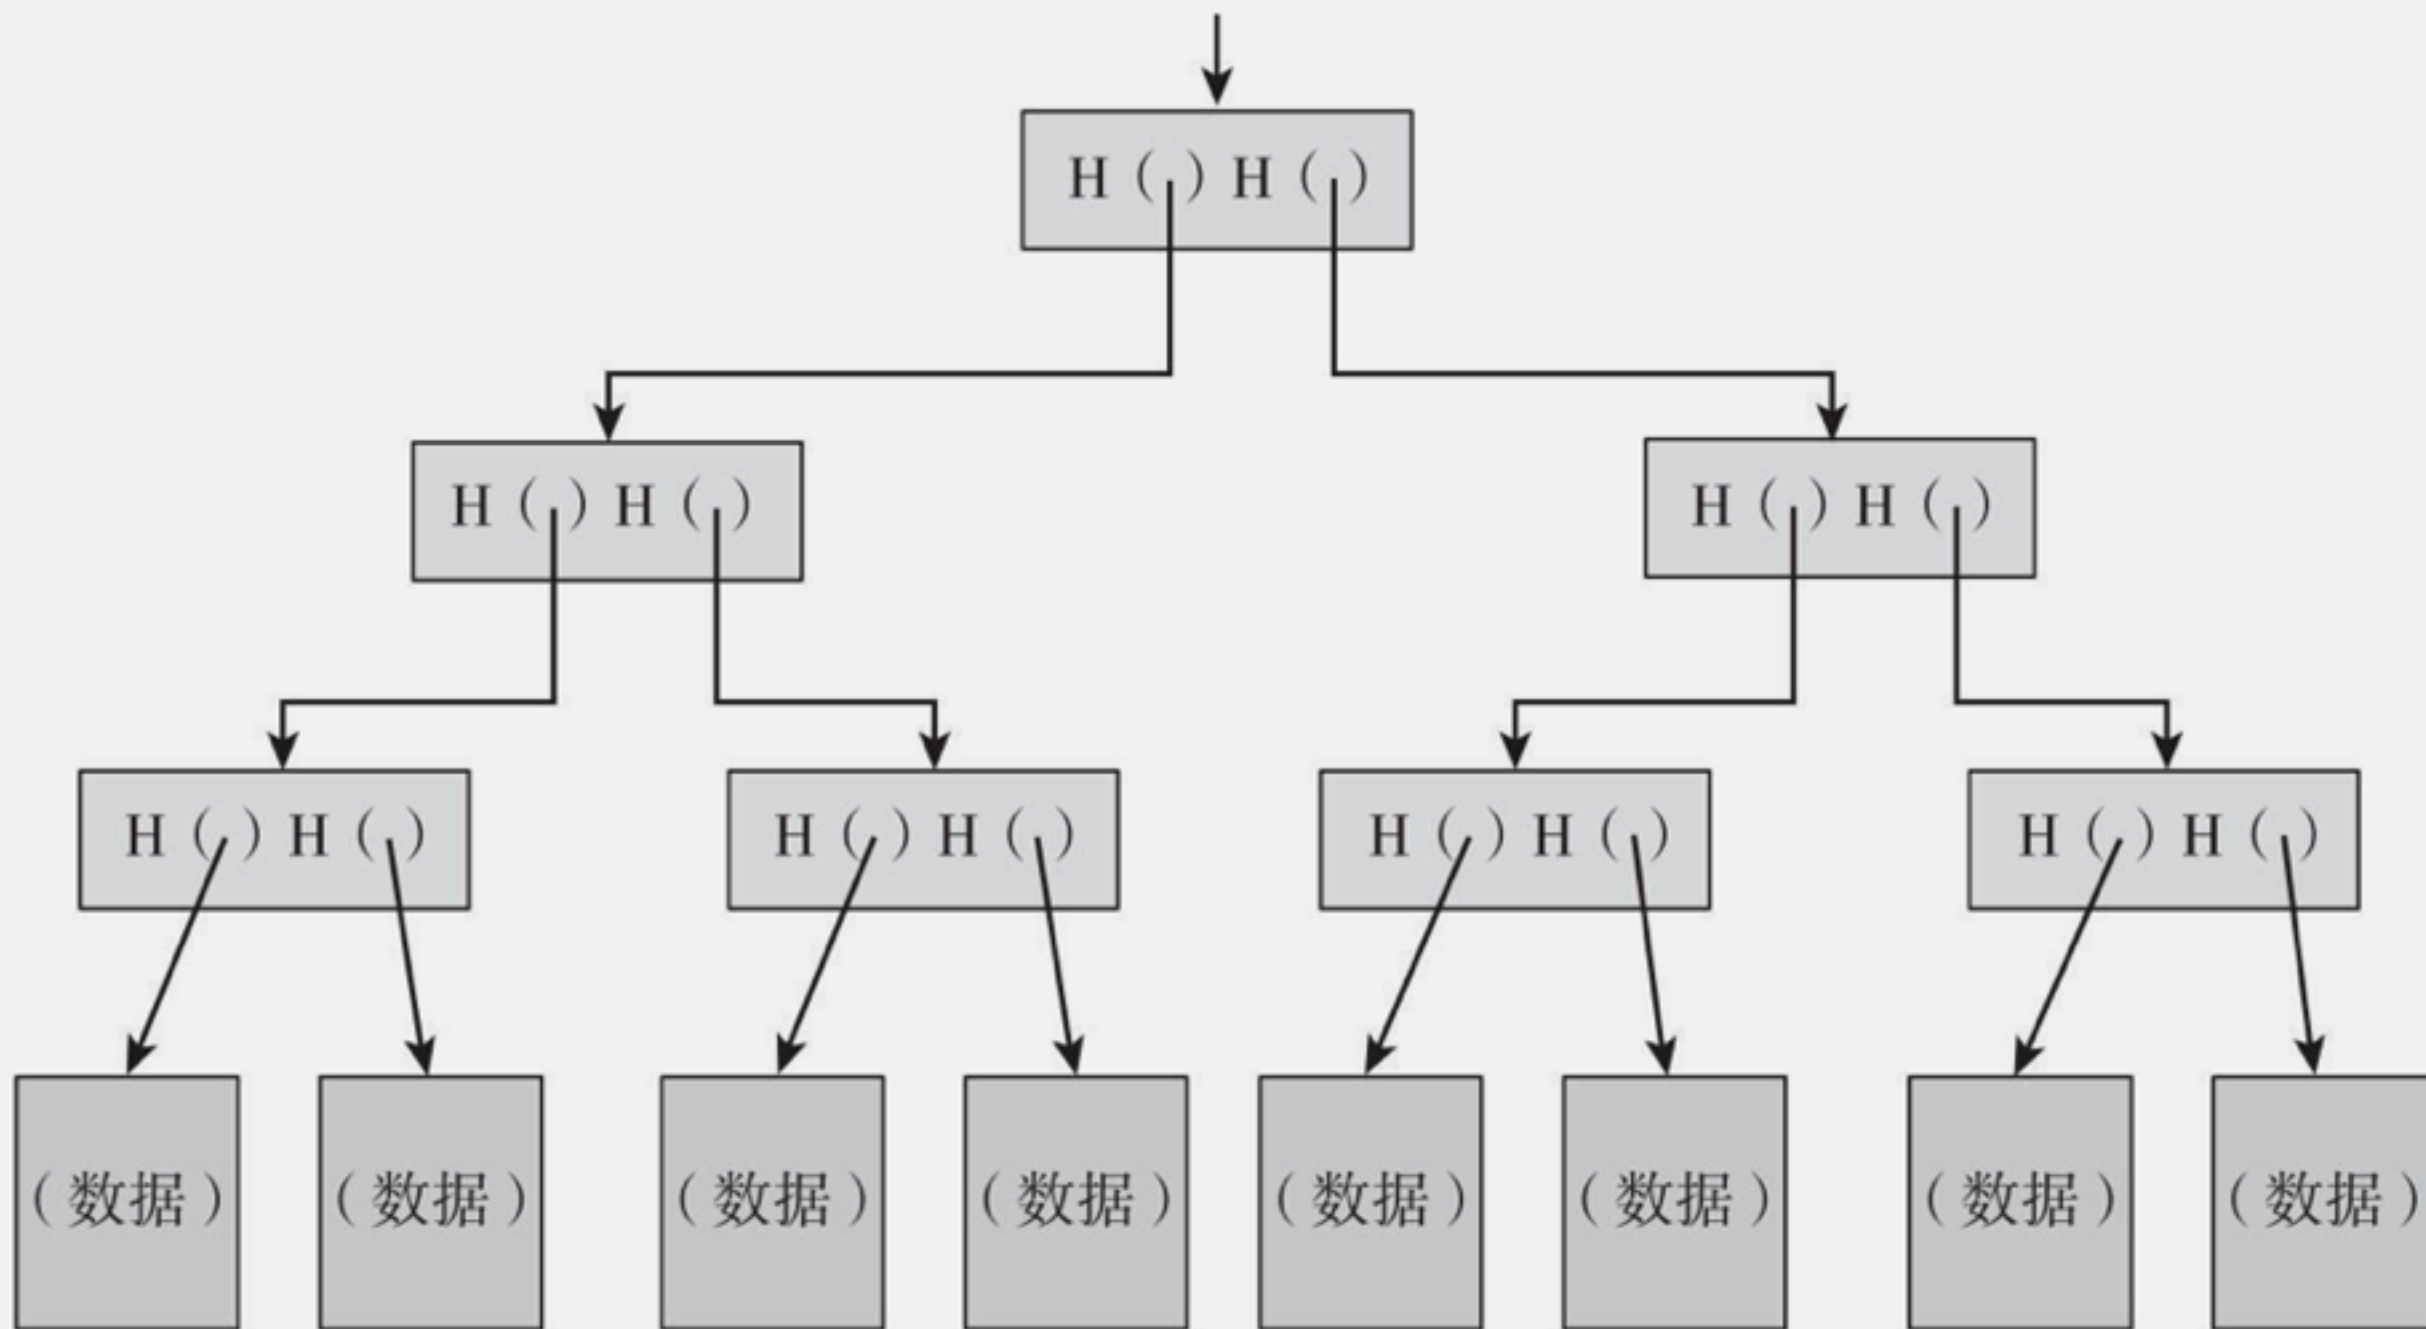 H（ ）H（ ）
H（ ）H（ ） H（ ）H（ ）
H（ ）H（ ） H（ ）H（ ） H（ ）H（ ） H（ ）H（ ）
（数据） （数据） （数据） （数据） （数据） （数据） （数据） （数据）